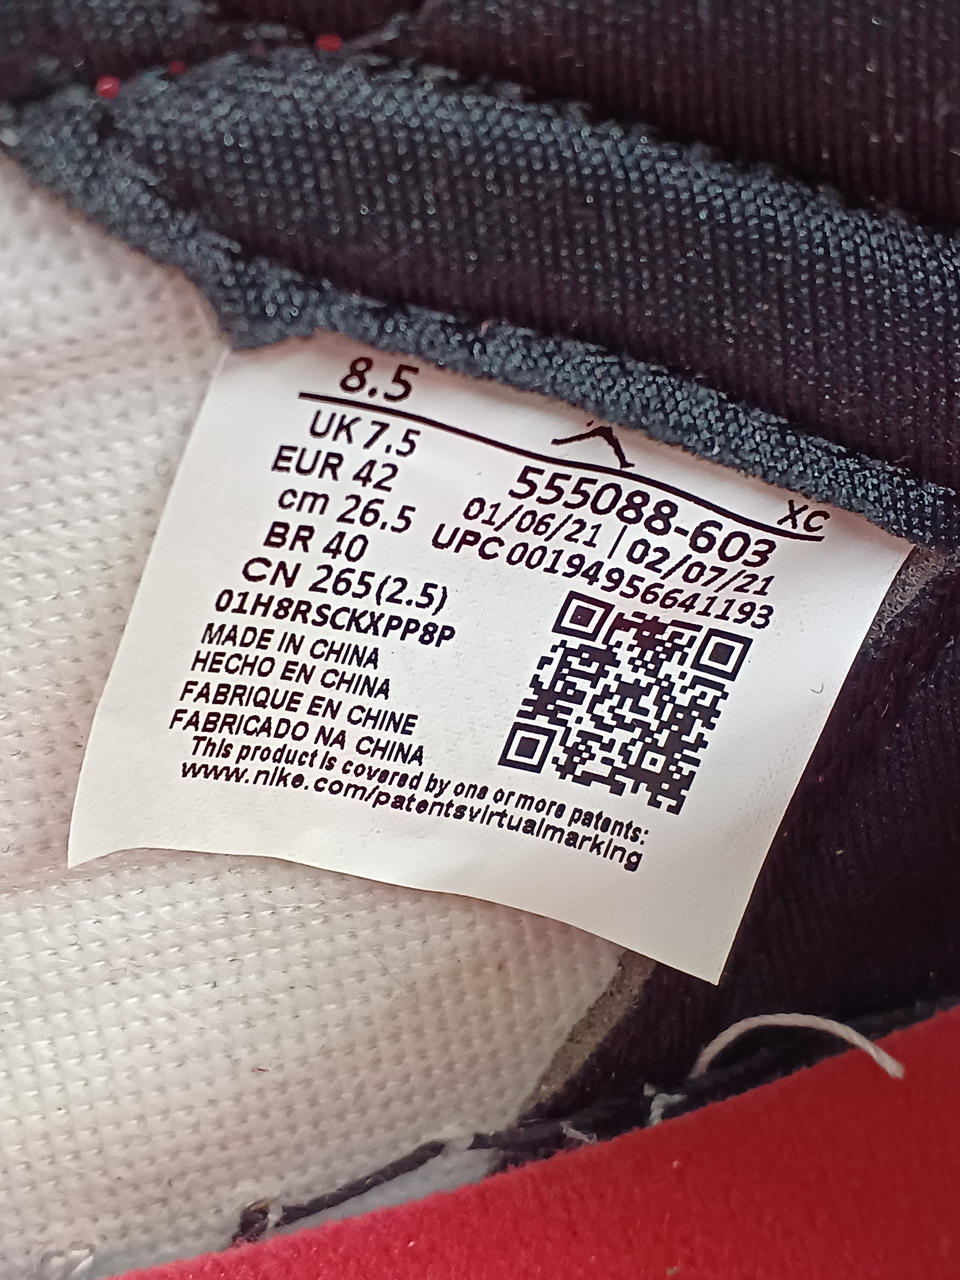 8.5
UK 7.5
EUR 42
cm 26.5
BR 40
CN 265(2.5)
01H8RSCKXPP8P
MADE IN CHINA
HECHO EN CHINA
FABRIQUE EN CHINE
FABRICADO NA CHINA
This product is covered by one or more patents:
www.nike.com/patentsvirtualmarking
XC
555088-603
01/06/21 | 02/07/21
UPC 00194956641193